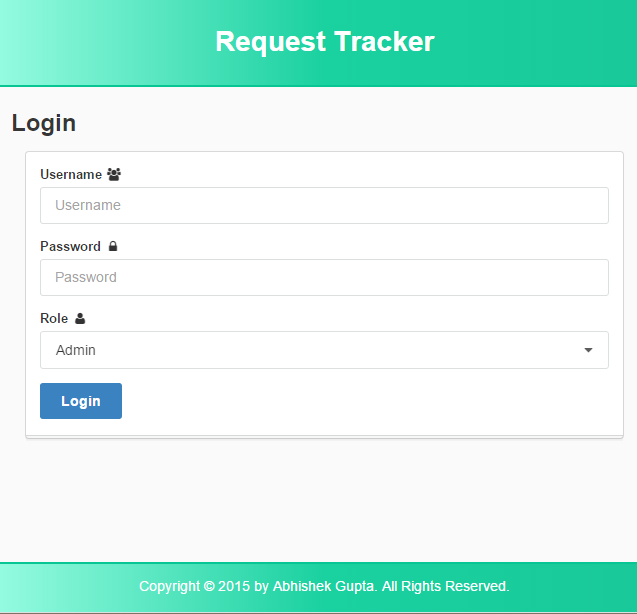 Request Tracker
Login
Username
Username
Password
Password
Role
Admin
Login
Copyright © 2015 by Abhishek Gupta. All Rights Reserved.